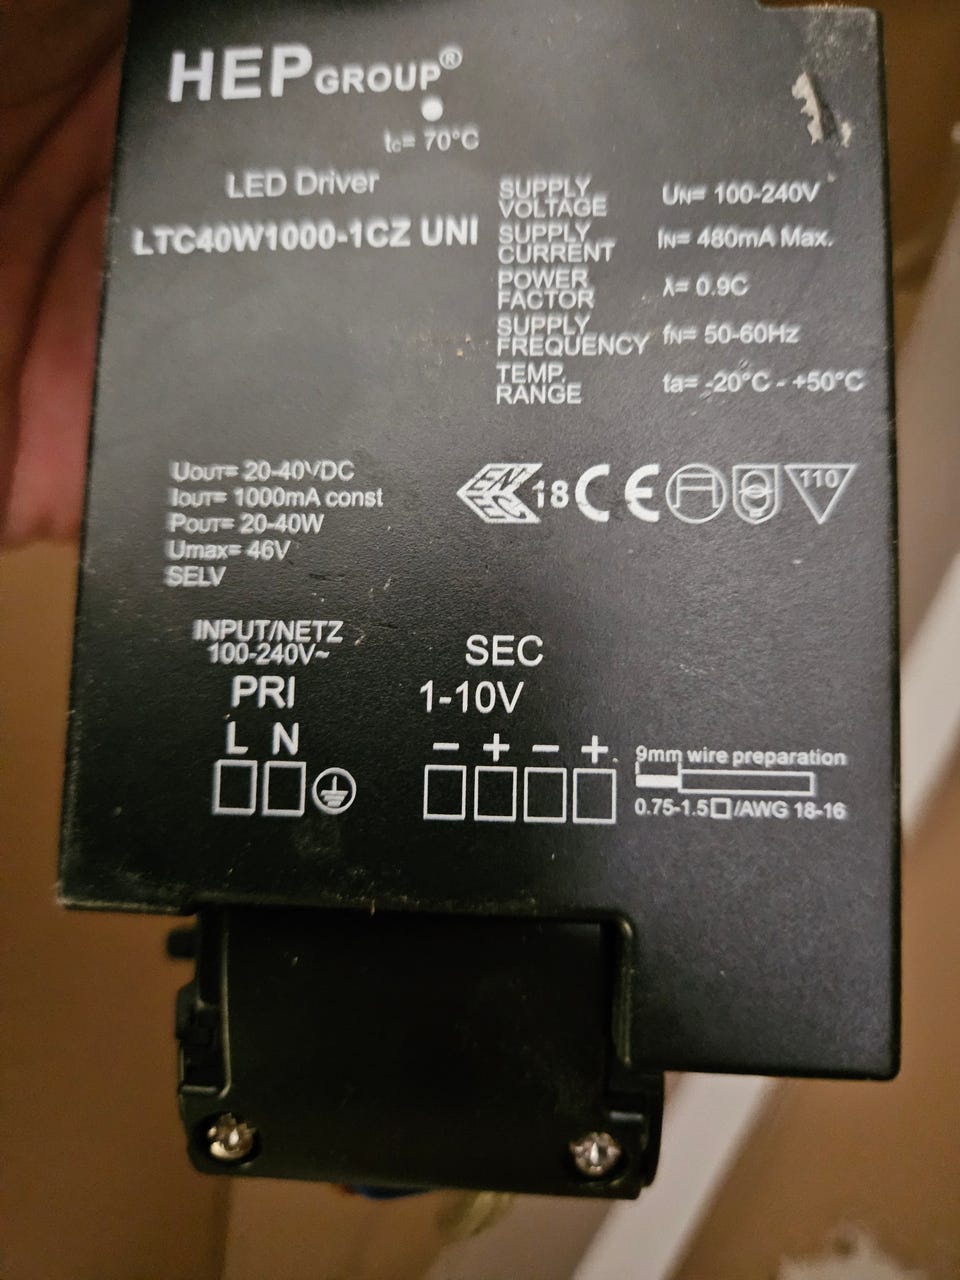 HEP GROUP®
tc= 70°C
LED Driver
LTC40W1000-1CZ UNI
SUPPLY VOLTAGE UN= 100-240V
SUPPLY CURRENT IN= 480mA Max.
POWER FACTOR λ= 0.9C
SUPPLY FREQUENCY fN= 50-60Hz
TEMP. RANGE ta= -20°C - +50°C
UOUT= 20-40VDC
IOUT= 1000mA const
POUT= 20-40W
Umax= 46V
SELV
ENEC 18 CE 110
INPUT/NETZ
100-240V~
PRI
L N
SEC
1-10V
- + - +
9mm wire preparation
0.75-1.5□/AWG 18-16